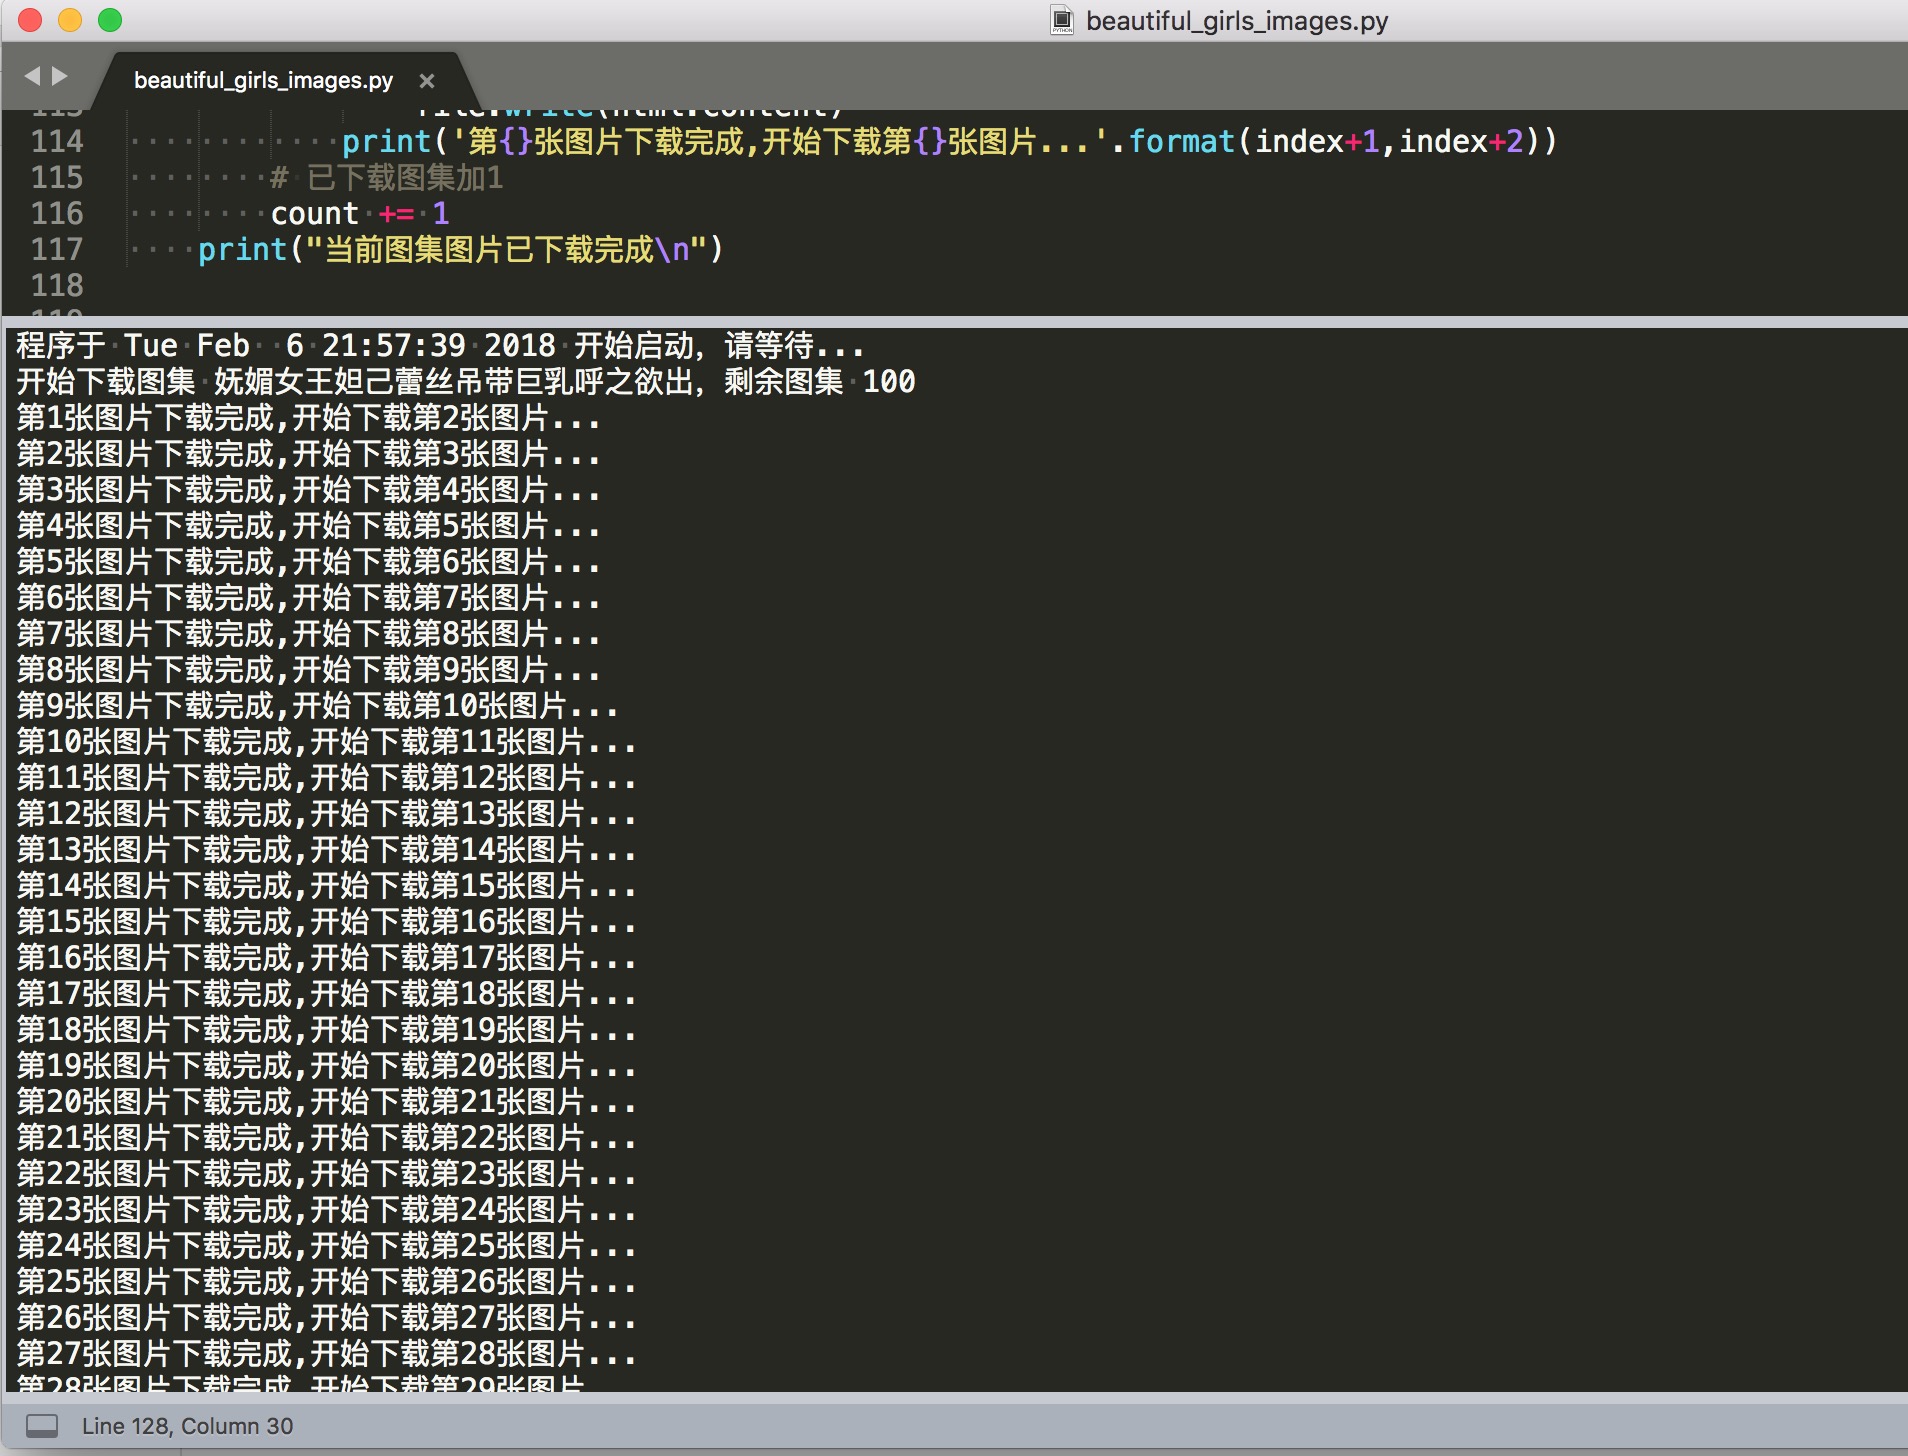 beautiful_girls_images.py
beautiful_girls_images.py ×
113 file.write(html.content)
114 print('第{}张图片下载完成,开始下载第{}张图片...'.format(index+1,index+2))
115 # 已下载图集加1
116 count += 1
117 print("当前图集图片已下载完成\n")
118
119
程序于 Tue Feb  6 21:57:39 2018 开始启动，请等待...
开始下载图集 妩媚女王妲己蕾丝吊带巨乳呼之欲出，剩余图集 100
第1张图片下载完成,开始下载第2张图片...
第2张图片下载完成,开始下载第3张图片...
第3张图片下载完成,开始下载第4张图片...
第4张图片下载完成,开始下载第5张图片...
第5张图片下载完成,开始下载第6张图片...
第6张图片下载完成,开始下载第7张图片...
第7张图片下载完成,开始下载第8张图片...
第8张图片下载完成,开始下载第9张图片...
第9张图片下载完成,开始下载第10张图片...
第10张图片下载完成,开始下载第11张图片...
第11张图片下载完成,开始下载第12张图片...
第12张图片下载完成,开始下载第13张图片...
第13张图片下载完成,开始下载第14张图片...
第14张图片下载完成,开始下载第15张图片...
第15张图片下载完成,开始下载第16张图片...
第16张图片下载完成,开始下载第17张图片...
第17张图片下载完成,开始下载第18张图片...
第18张图片下载完成,开始下载第19张图片...
第19张图片下载完成,开始下载第20张图片...
第20张图片下载完成,开始下载第21张图片...
第21张图片下载完成,开始下载第22张图片...
第22张图片下载完成,开始下载第23张图片...
第23张图片下载完成,开始下载第24张图片...
第24张图片下载完成,开始下载第25张图片...
第25张图片下载完成,开始下载第26张图片...
第26张图片下载完成,开始下载第27张图片...
第27张图片下载完成,开始下载第28张图片...
第28张图片下载完成,开始下载第29张图片
Line 128, Column 30